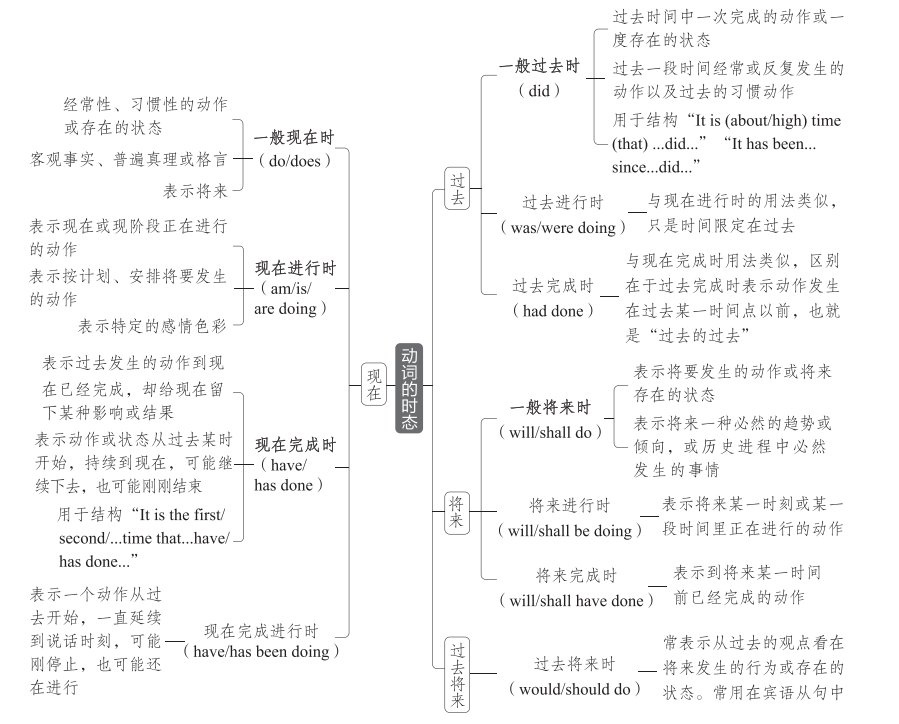 动词的时态
现在
一般现在时
（do/does）
经常性、习惯性的动作
或存在的状态
客观事实、普遍真理或格言
表示将来
现在进行时
（am/is/
are doing）
表示现在或现阶段正在进行
的动作
表示按计划、安排将要发生
的动作
表示特定的感情色彩
现在完成时
（have/
has done）
表示过去发生的动作到现
在已经完成，却给现在留
下某种影响或结果
表示动作或状态从过去某时
开始，持续到现在，可能继
续下去，也可能刚刚结束
用于结构“It is the first/
second/...time that...have/
has done...”
现在完成进行时
（have/has been doing）
表示一个动作从过
去开始，一直延续
到说话时刻，可能
刚停止，也可能还
在进行
过去
一般过去时
（did）
过去时间中一次完成的动作或一
度存在的状态
过去一段时间经常或反复发生的
动作以及过去的习惯动作
用于结构“It is (about/high) time
(that) ...did...” “It has been...
since...did...”
过去进行时
（was/were doing）
与现在进行时的用法类似，
只是时间限定在过去
过去完成时
（had done）
与现在完成时用法类似，区别
在于过去完成时表示动作发生
在过去某一时间点以前，也就
是“过去的过去”
将来
一般将来时
（will/shall do）
表示将要发生的动作或将来
存在的状态
表示将来一种必然的趋势或
倾向，或历史进程中必然
发生的事情
将来进行时
（will/shall be doing）
表示将来某一时刻或某一
段时间里正在进行的动作
将来完成时
（will/shall have done）
表示到将来某一时间
前已经完成的动作
过去将来
过去将来时
（would/should do）
常表示从过去的观点看在
将来发生的行为或存在的
状态。常用在宾语从句中